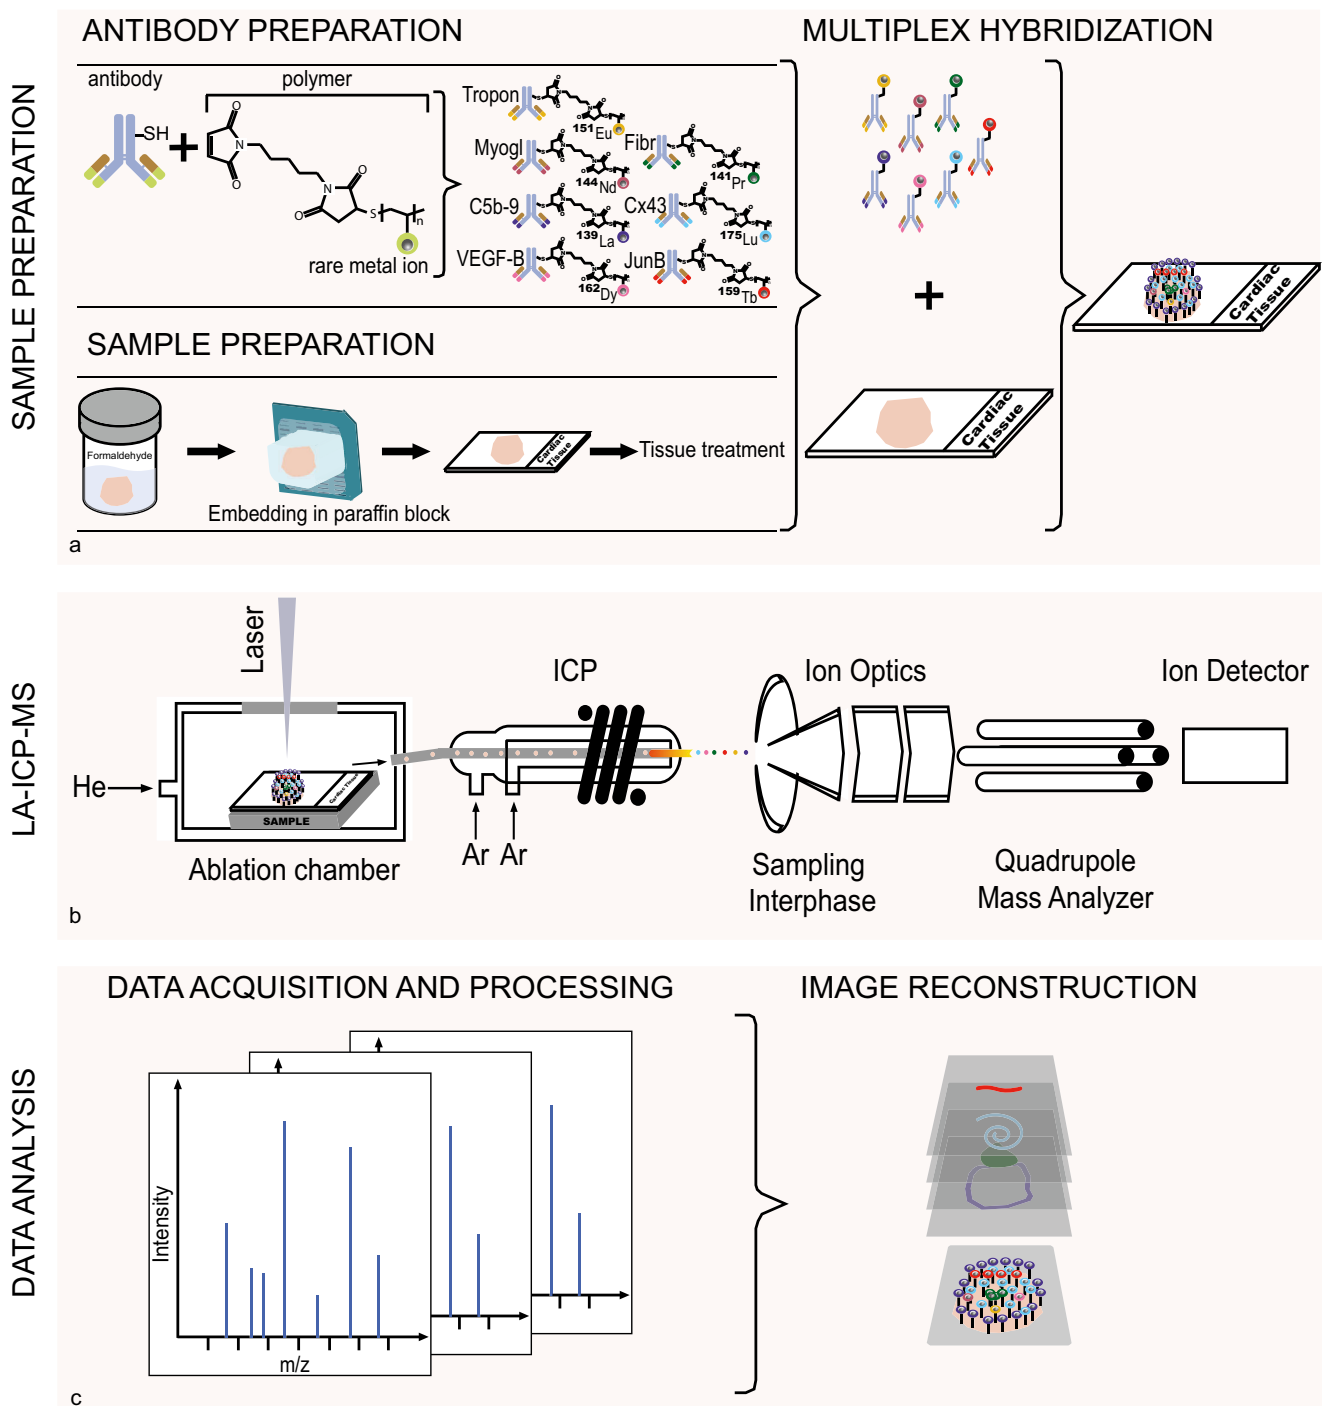 SAMPLE PREPARATION
ANTIBODY PREPARATION
MULTIPLEX HYBRIDIZATION
antibody
polymer
SH
+
O
N
O
N
O
O
S
n
rare metal ion
Tropon
151Eu
Myogl
144Nd
Fibr
141Pr
C5b-9
139La
Cx43
175Lu
VEGF-B
162Dy
JunB
159Tb
+
Cardiac
Tissue
SAMPLE PREPARATION
Formaldehyde
Embedding in paraffin block
Cardiac
Tissue
Tissue treatment
Cardiac
Tissue
a
LA-ICP-MS
Laser
He
Cardiac Tissue
SAMPLE
Ablation chamber
ICP
Ar Ar
Ion Optics
Sampling
Interphase
Quadrupole
Mass Analyzer
Ion Detector
b
DATA ANALYSIS
DATA ACQUISITION AND PROCESSING
IMAGE RECONSTRUCTION
Intensity
m/z
c